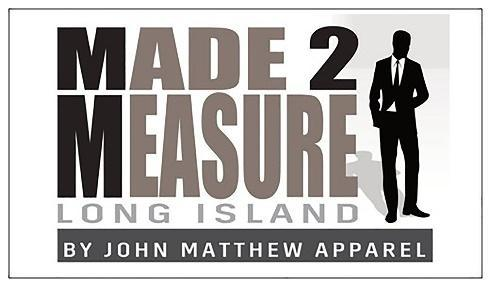 MADE 2
MEASURE
LONG ISLAND
BY JOHN MATTHEW APPAREL